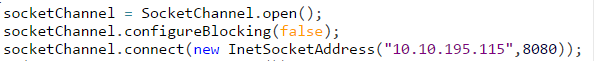 socketChannel = SocketChannel.open();
socketChannel.configureBlocking(false);
socketChannel.connect(new InetSocketAddress("10.10.195.115",8080));